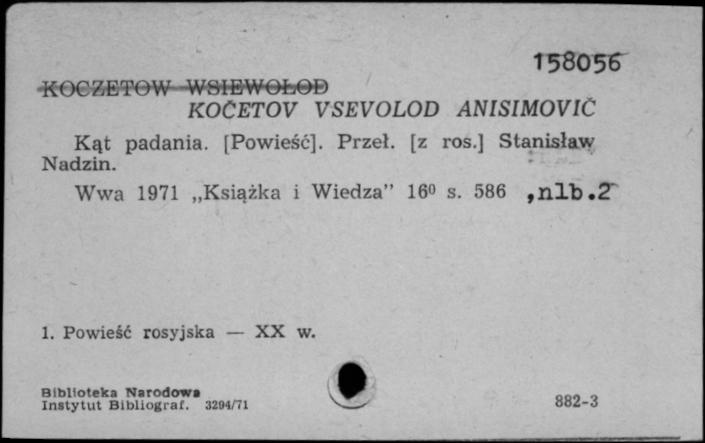 158056
KOCZETOW WSIEWOŁOD
KOČETOV VSEVOLOD ANISIMOVIČ
Kąt padania. [Powieść]. Przeł. [z ros.] Stanisław
Nadzin.
Wwa 1971 „Książka i Wiedza” 16⁰ s. 586 ,nlb.2
1. Powieść rosyjska — XX w.
Biblioteka Narodowa
Instytut Bibliograf. 3294/71
882-3